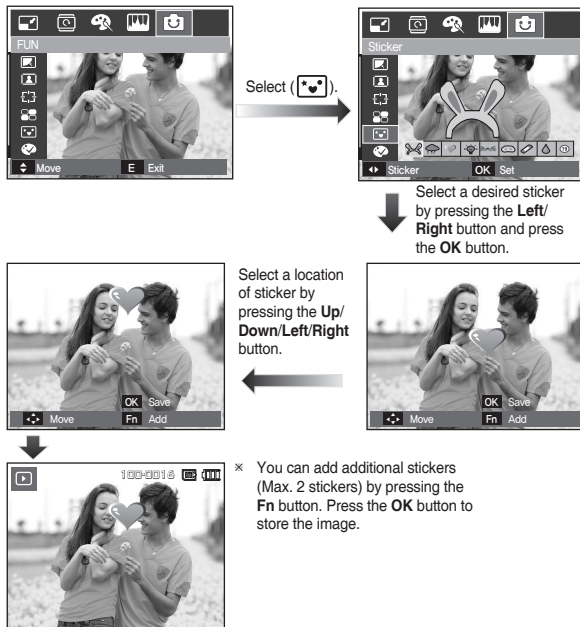 FUN
Move E Exit
Select ( ).
Sticker
Sticker OK Set
Select a desired sticker
by pressing the Left/
Right button and press
the OK button.
OK Save
Move Fn Add
Select a location
of sticker by
pressing the Up/
Down/Left/Right
button.
OK Save
Move Fn Add
100-0016
※ You can add additional stickers
(Max. 2 stickers) by pressing the
Fn button. Press the OK button to
store the image.